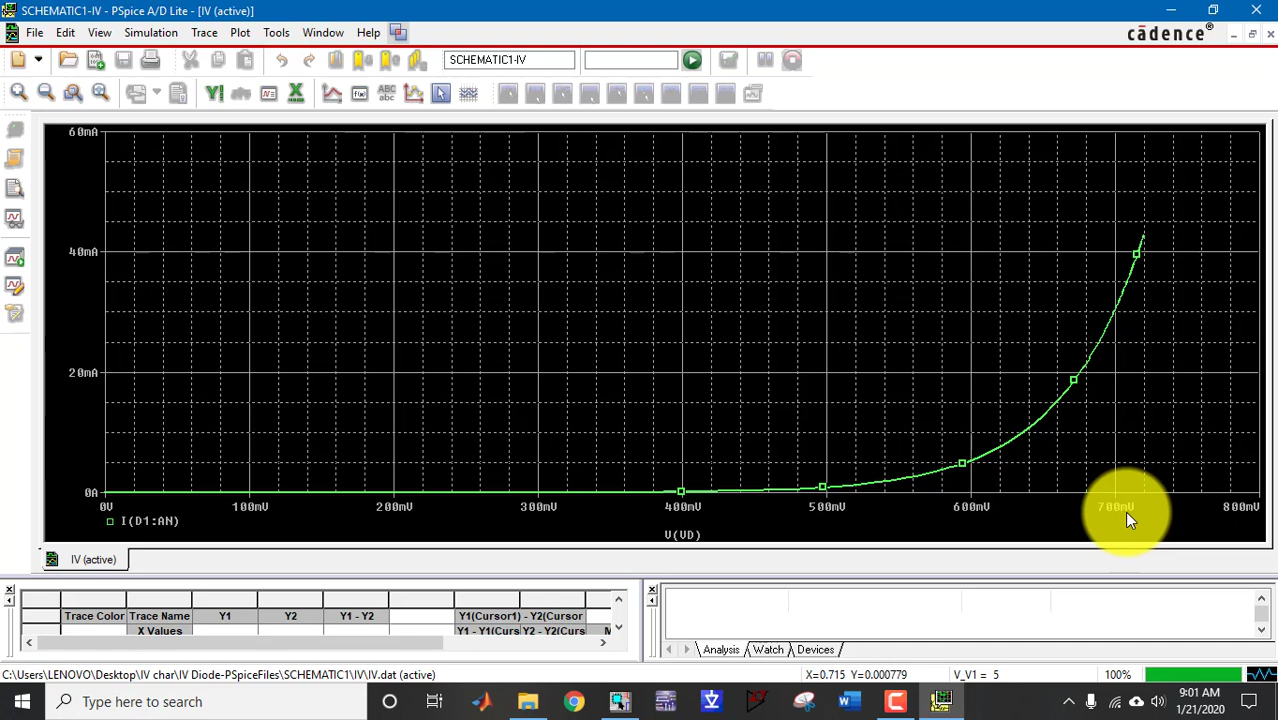 SCHEMATIC1-IV - PSpice A/D Lite - [IV (active)]
File Edit View Simulation Trace Plot Tools Window Help
cādence®
SCHEMATIC1-IV
ABC
abc
60mA
40mA
20mA
0A
0V 100mV 200mV 300mV 400mV 500mV 600mV 700mV 800mV
I(D1:AN)
V(VD)
IV (active)
Trace Color Trace Name Y1 Y2 Y1 - Y2 Y1(Cursor1) - Y2(Cursor
X Values Y1 - Y1(Curs Y2 - Y2(Curs M
Analysis Watch Devices
C:\Users\LENOVO\Desktop\IV char\IV Diode-PSpiceFiles\SCHEMATIC1-IV\IV.dat (active) X=0.715 Y=0.000779 V_V1 = 5 100%
Type here to search
9:01 AM
1/21/2020